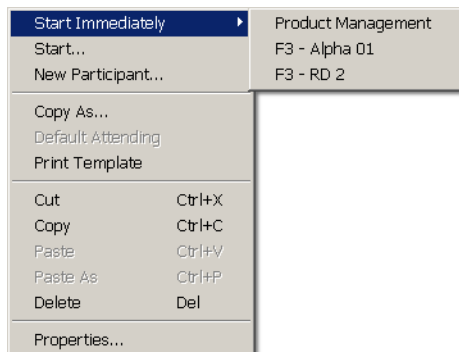 Start Immediately
Start...
New Participant...
Copy As...
Default Attending
Print Template
Cut Ctrl+X
Copy Ctrl+C
Paste Ctrl+V
Paste As Ctrl+P
Delete Del
Properties...
Product Management
F3 - Alpha 01
F3 - RD 2